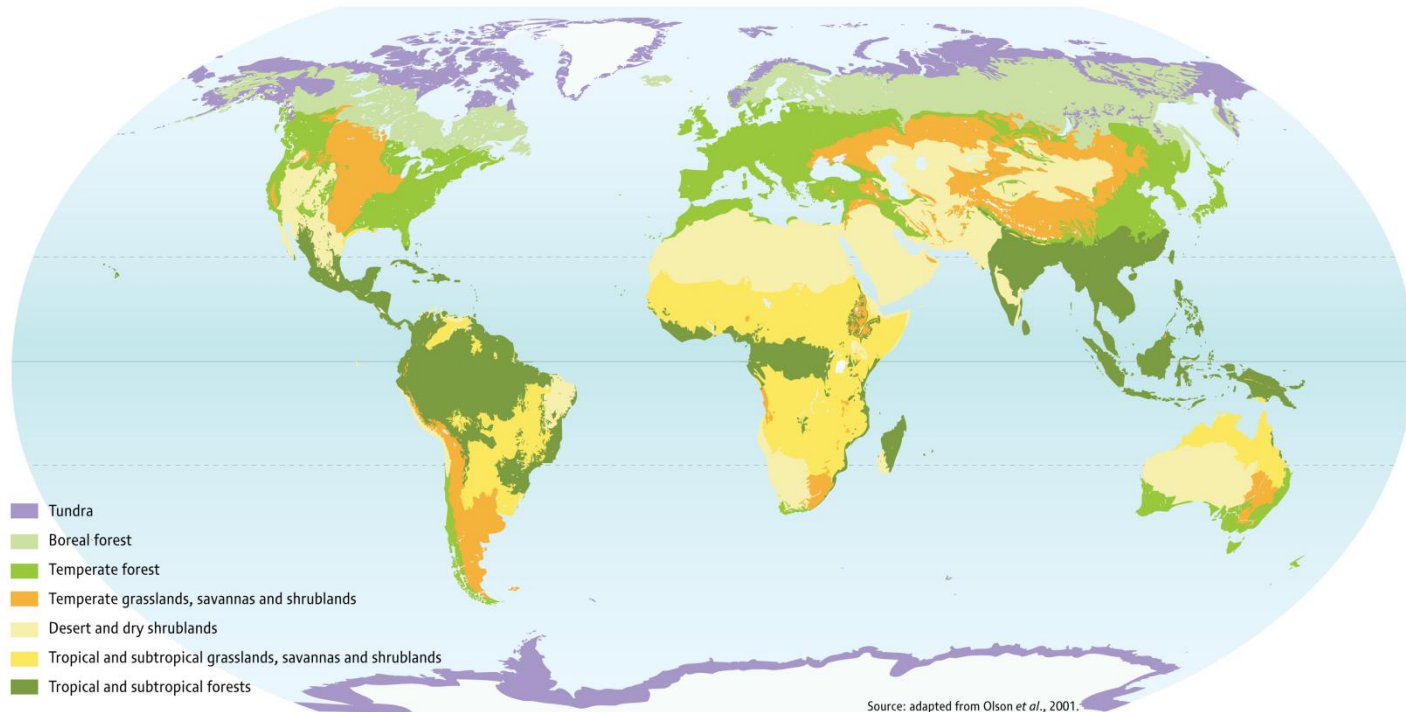 Tundra
Boreal forest
Temperate forest
Temperate grasslands, savannas and shrublands
Desert and dry shrublands
Tropical and subtropical grasslands, savannas and shrublands
Tropical and subtropical forests
Source: adapted from Olson et al., 2001.